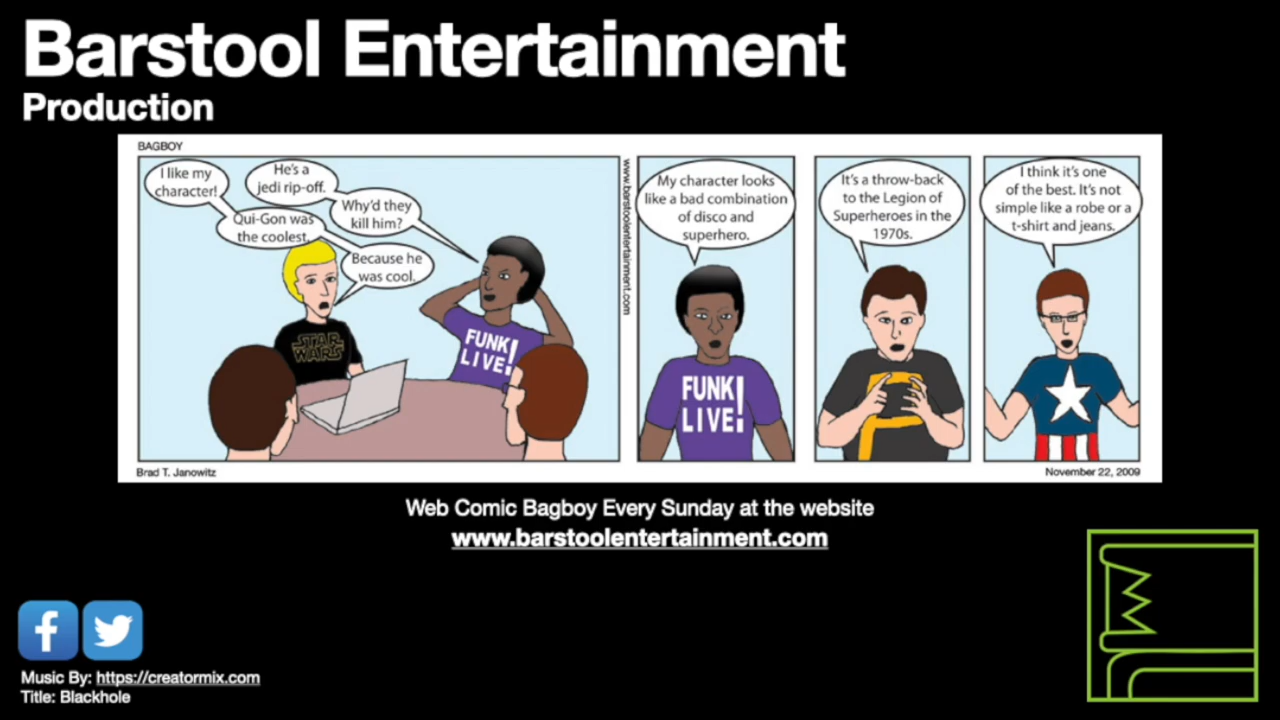 Barstool Entertainment
Production
BAGBOY
I like my
character!
He's a
jedi rip-off.
Qui-Gon was
the coolest.
Why'd they
kill him?
Because he
was cool.
STAR
WARS
FUNK
LIVE!
www.barstoolentertainment.com
My character looks
like a bad combination
of disco and
superhero.
FUNK
LIVE!
It's a throw-back
to the Legion of
Superheroes in the
1970s.
I think it's one
of the best. It's not
simple like a robe or a
t-shirt and jeans.
Brad T. Janowitz
November 22, 2009
Web Comic Bagboy Every Sunday at the website
www.barstoolentertainment.com
Music By: https://creatormix.com
Title: Blackhole